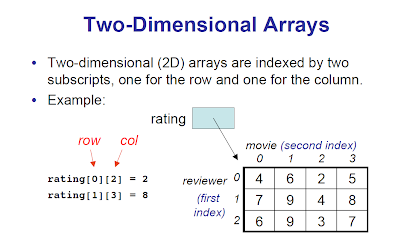 Two-Dimensional Arrays
• Two-dimensional (2D) arrays are indexed by two
subscripts, one for the row and one for the column.
• Example:
rating
row col
rating[0][2] = 2
rating[1][3] = 8
movie (second index)
0 1 2 3
reviewer 0 4 6 2 5
(first 1 7 9 4 8
index) 2 6 9 3 7